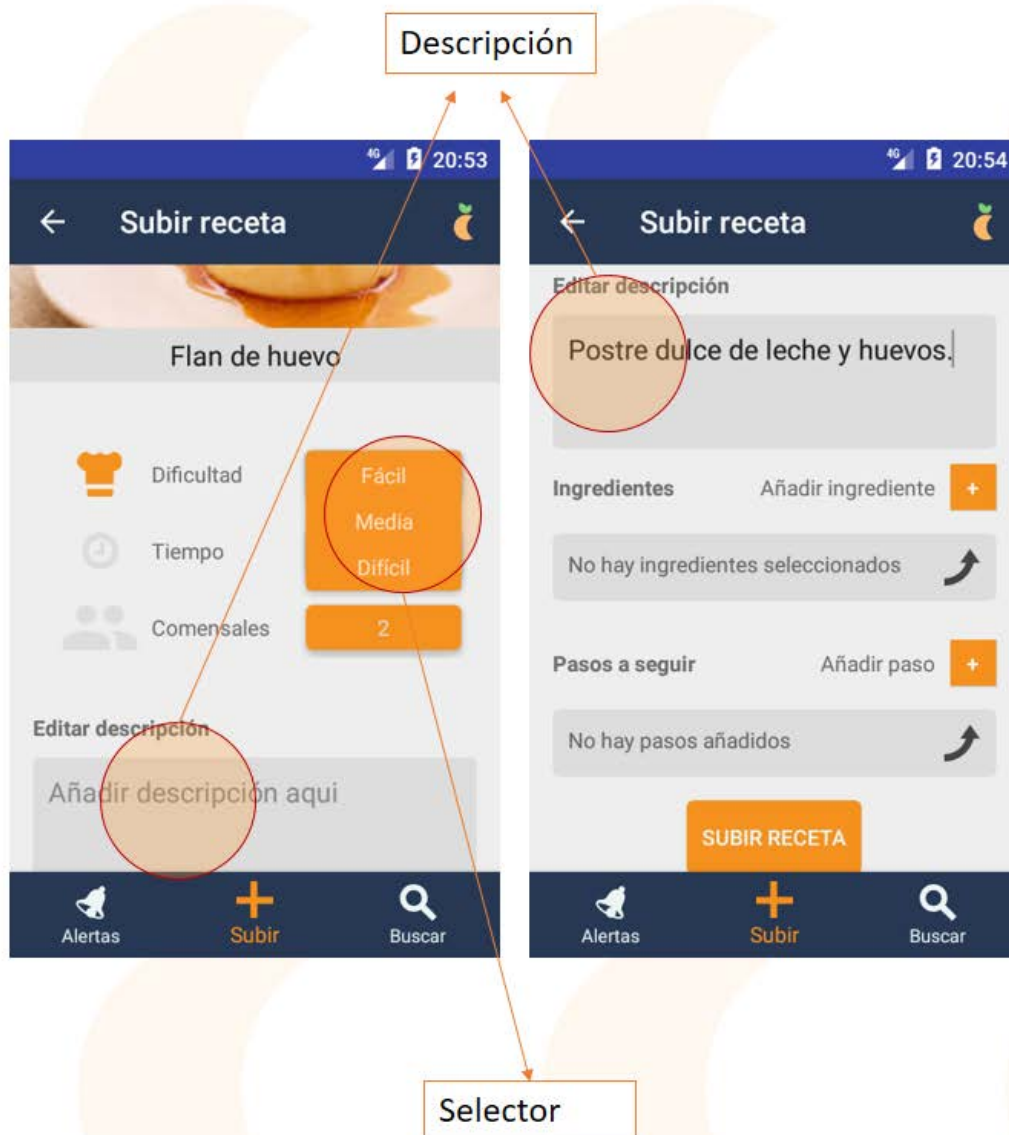 Descripción
4G 20:53
Subir receta
Flan de huevo
Dificultad
Fácil
Media
Difícil
Tiempo
Comensales
2
Editar descripción
Añadir descripción aqui
Alertas
Subir
Buscar
4G 20:54
Subir receta
Editar descripción
Postre dulce de leche y huevos.
Ingredientes
Añadir ingrediente +
No hay ingredientes seleccionados
Pasos a seguir
Añadir paso +
No hay pasos añadidos
SUBIR RECETA
Alertas
Subir
Buscar
Selector